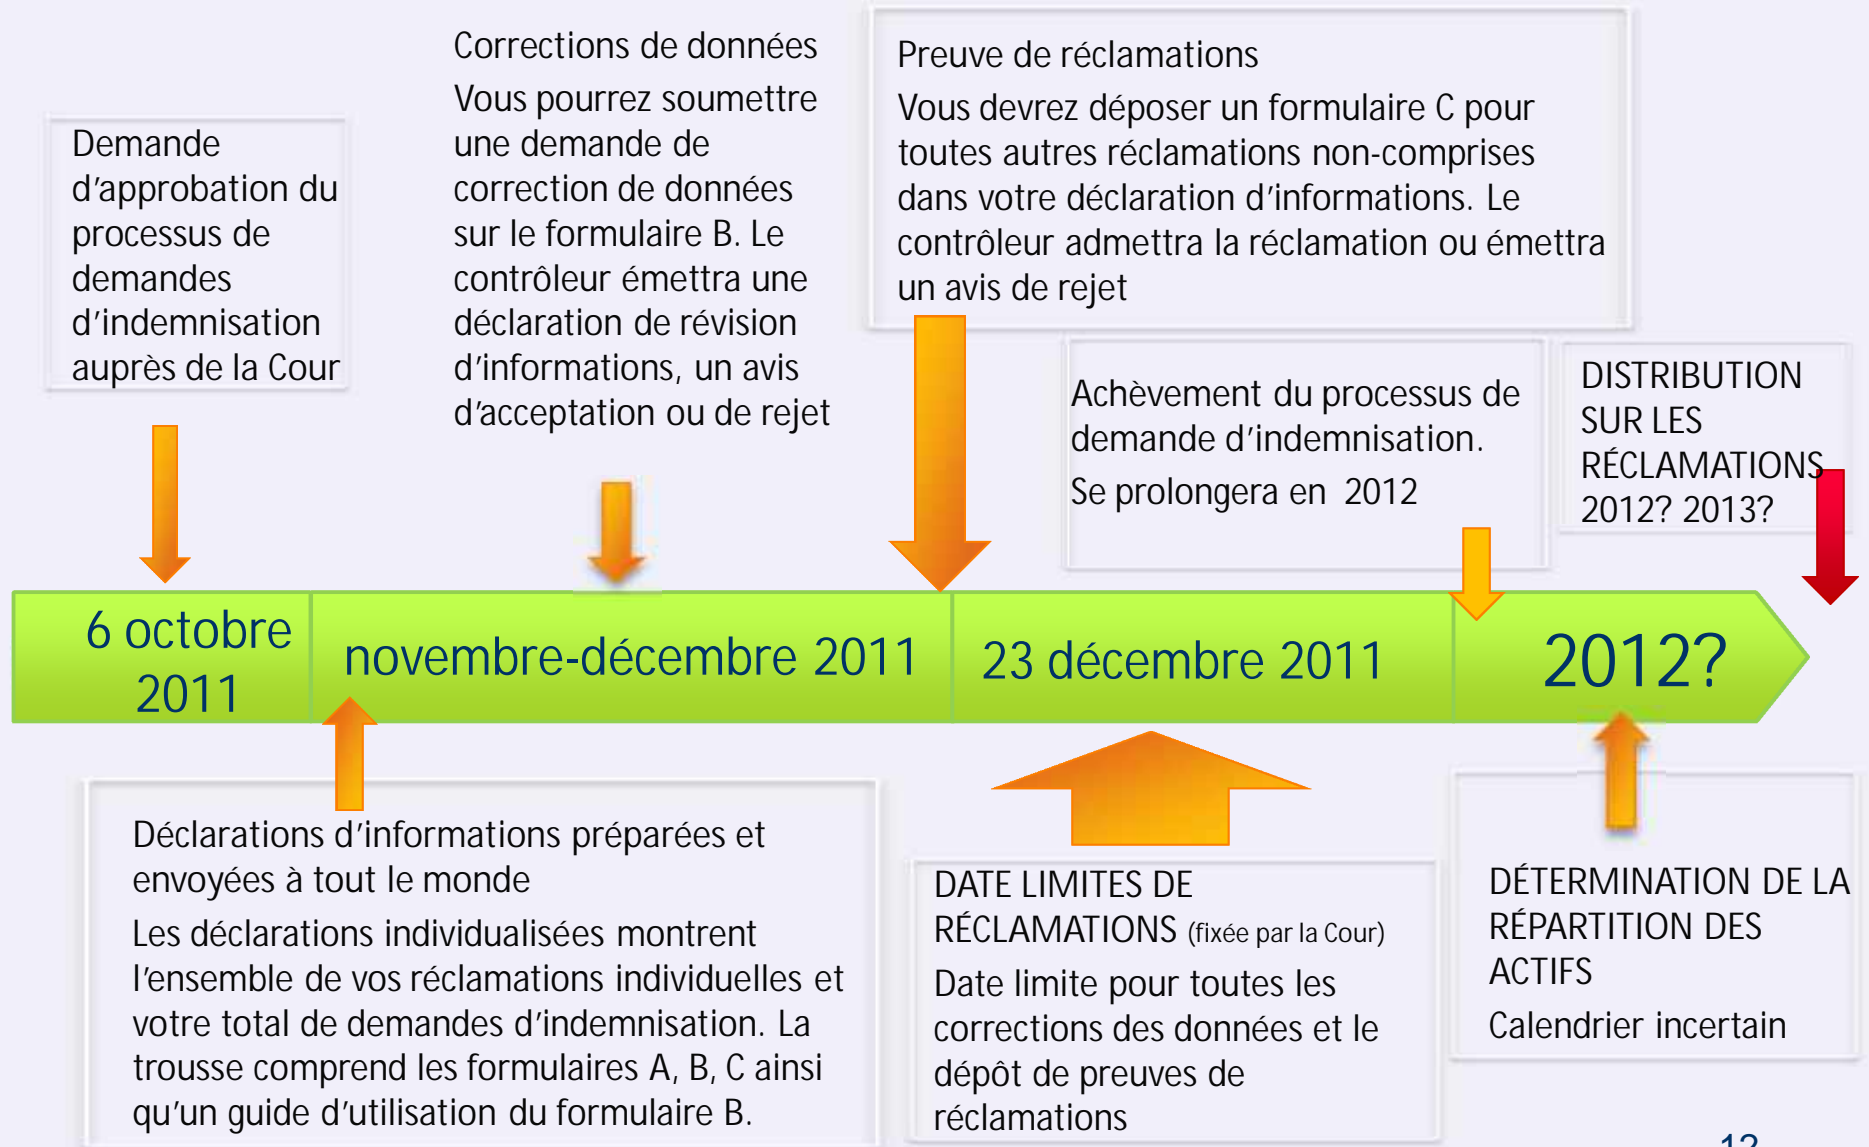 Demande
d'approbation du
processus de
demandes
d'indemnisation
auprès de la Cour
Corrections de données
Vous pourrez soumettre
une demande de
correction de données
sur le formulaire B. Le
contrôleur émettra une
déclaration de révision
d'informations, un avis
d'acceptation ou de rejet
Preuve de réclamations
Vous devrez déposer un formulaire C pour
toutes autres réclamations non-comprises
dans votre déclaration d'informations. Le
contrôleur admettra la réclamation ou émettra
un avis de rejet
Achèvement du processus de
demande d'indemnisation.
Se prolongera en 2012
DISTRIBUTION
SUR LES
RÉCLAMATIONS
2012? 2013?
6 octobre
2011
novembre-décembre 2011
23 décembre 2011
2012?
Déclarations d'informations préparées et
envoyées à tout le monde
Les déclarations individualisées montrent
l'ensemble de vos réclamations individuelles et
votre total de demandes d'indemnisation. La
trousse comprend les formulaires A, B, C ainsi
qu'un guide d'utilisation du formulaire B.
DATE LIMITES DE
RÉCLAMATIONS (fixée par la Cour)
Date limite pour toutes les
corrections des données et le
dépôt de preuves de
réclamations
DÉTERMINATION DE LA
RÉPARTITION DES
ACTIFS
Calendrier incertain
12